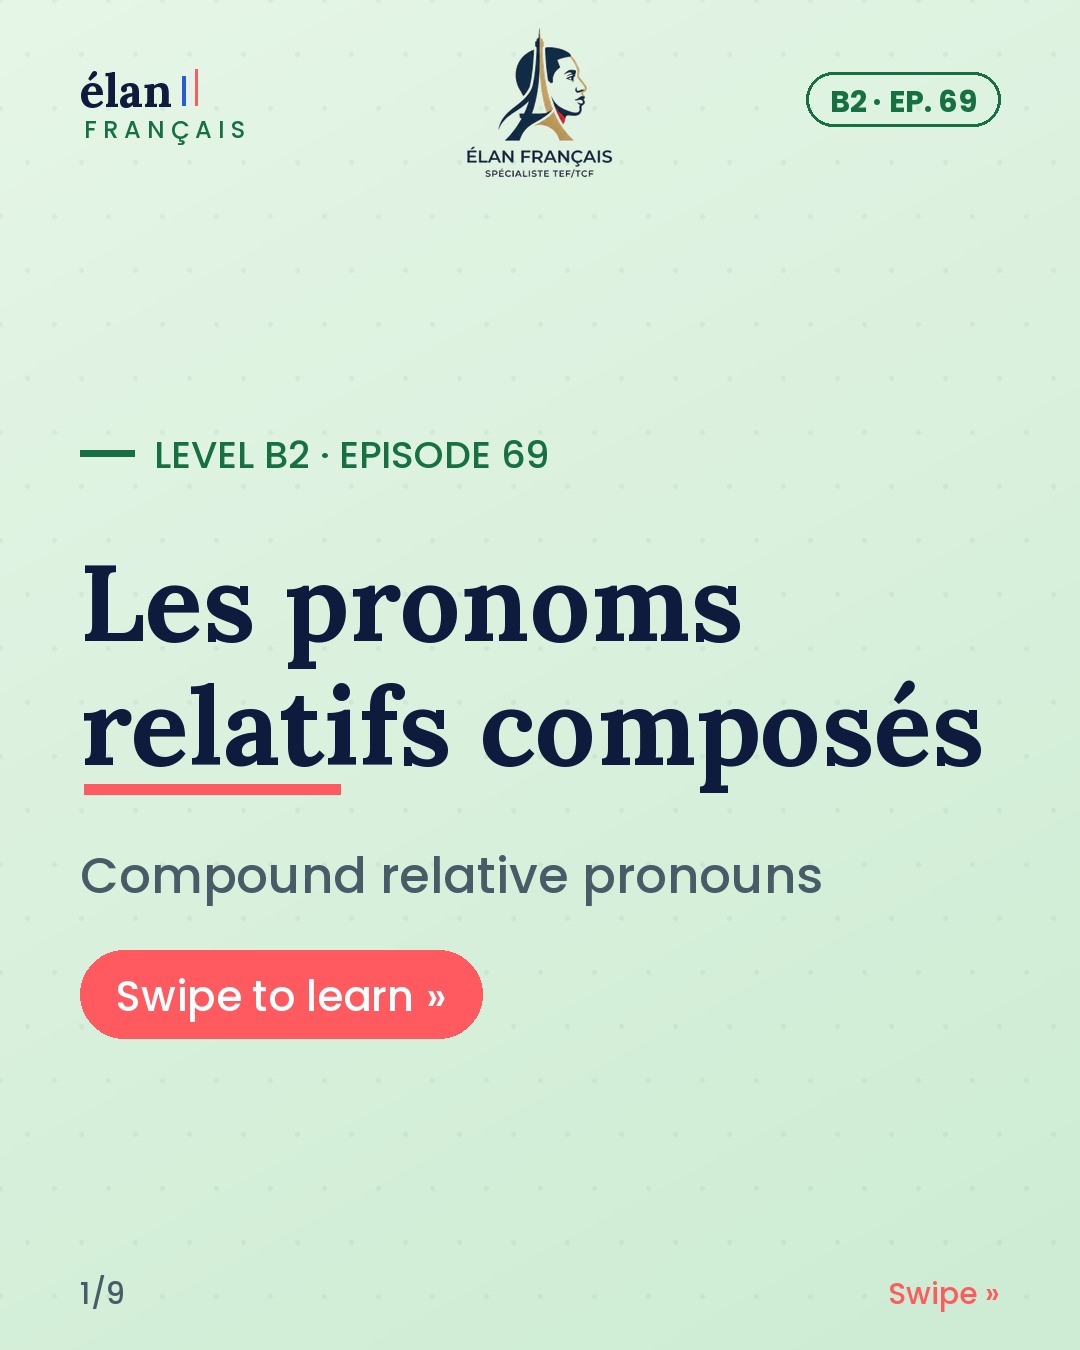 élan
FRANÇAIS
ÉLAN FRANÇAIS
SPÉCIALISTE TEF/TCF
B2 · EP. 69
LEVEL B2 · EPISODE 69
Les pronoms
relatifs composés
Compound relative pronouns
Swipe to learn »
1/9
Swipe »